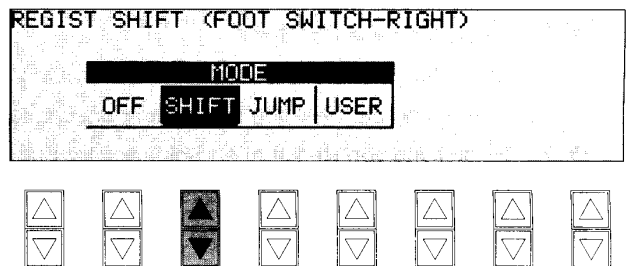 REGIST SHIFT (FOOT SWITCH-RIGHT)
MODE
OFF SHIFT JUMP USER